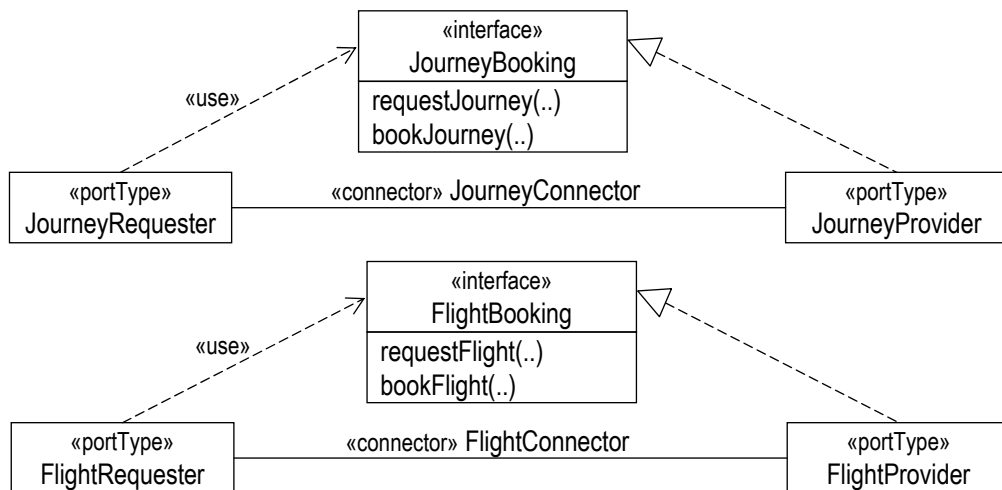 «interface»
JourneyBooking
requestJourney(..)
bookJourney(..)
«use»
«portType»
JourneyRequester
«connector» JourneyConnector
«portType»
JourneyProvider
«interface»
FlightBooking
requestFlight(..)
bookFlight(..)
«use»
«portType»
FlightRequester
«connector» FlightConnector
«portType»
FlightProvider